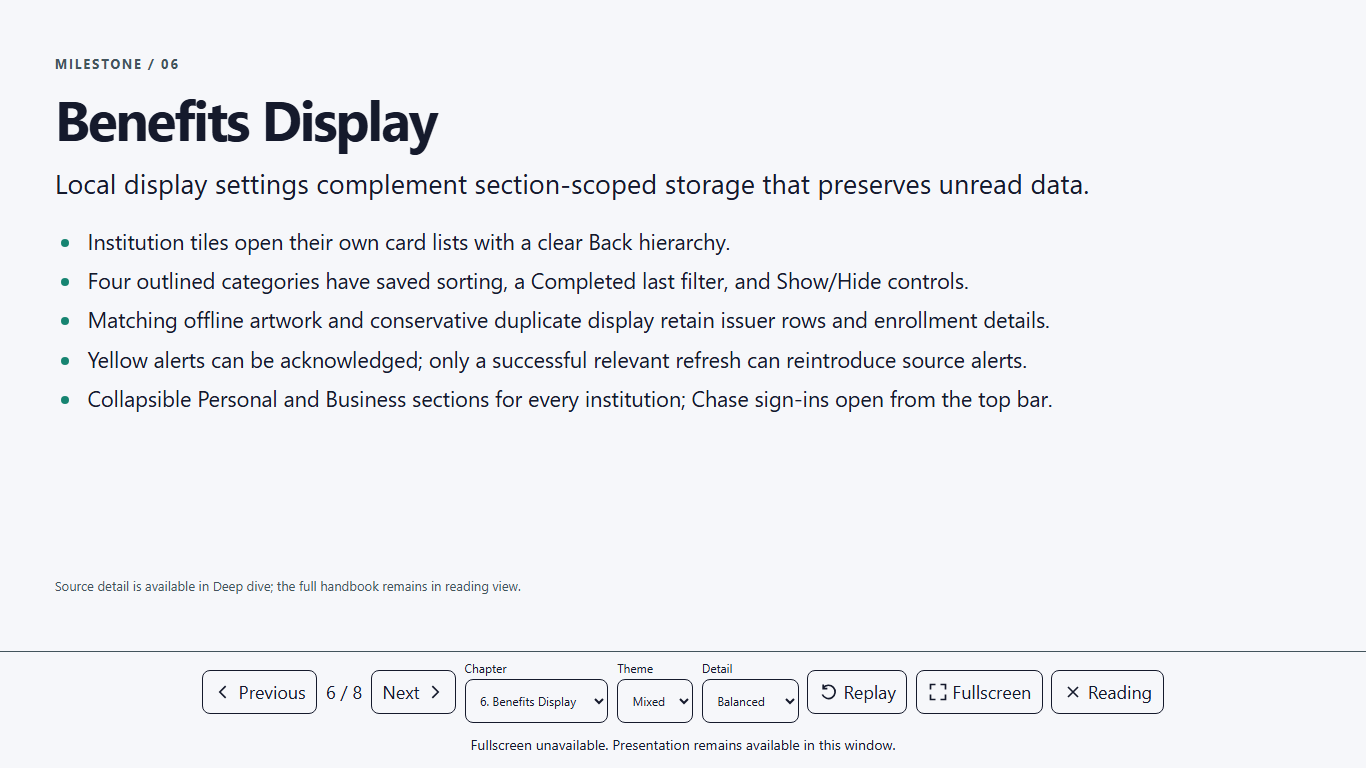 MILESTONE / 06
Benefits Display
Local display settings complement section-scoped storage that preserves unread data.
Institution tiles open their own card lists with a clear Back hierarchy.
Four outlined categories have saved sorting, a Completed last filter, and Show/Hide controls.
Matching offline artwork and conservative duplicate display retain issuer rows and enrollment details.
Yellow alerts can be acknowledged; only a successful relevant refresh can reintroduce source alerts.
Collapsible Personal and Business sections for every institution; Chase sign-ins open from the top bar.
Source detail is available in Deep dive; the full handbook remains in reading view.
Chapter Theme Detail
Previous 6 / 8 Next 6. Benefits Display Mixed Balanced Replay Fullscreen Reading
Fullscreen unavailable. Presentation remains available in this window.